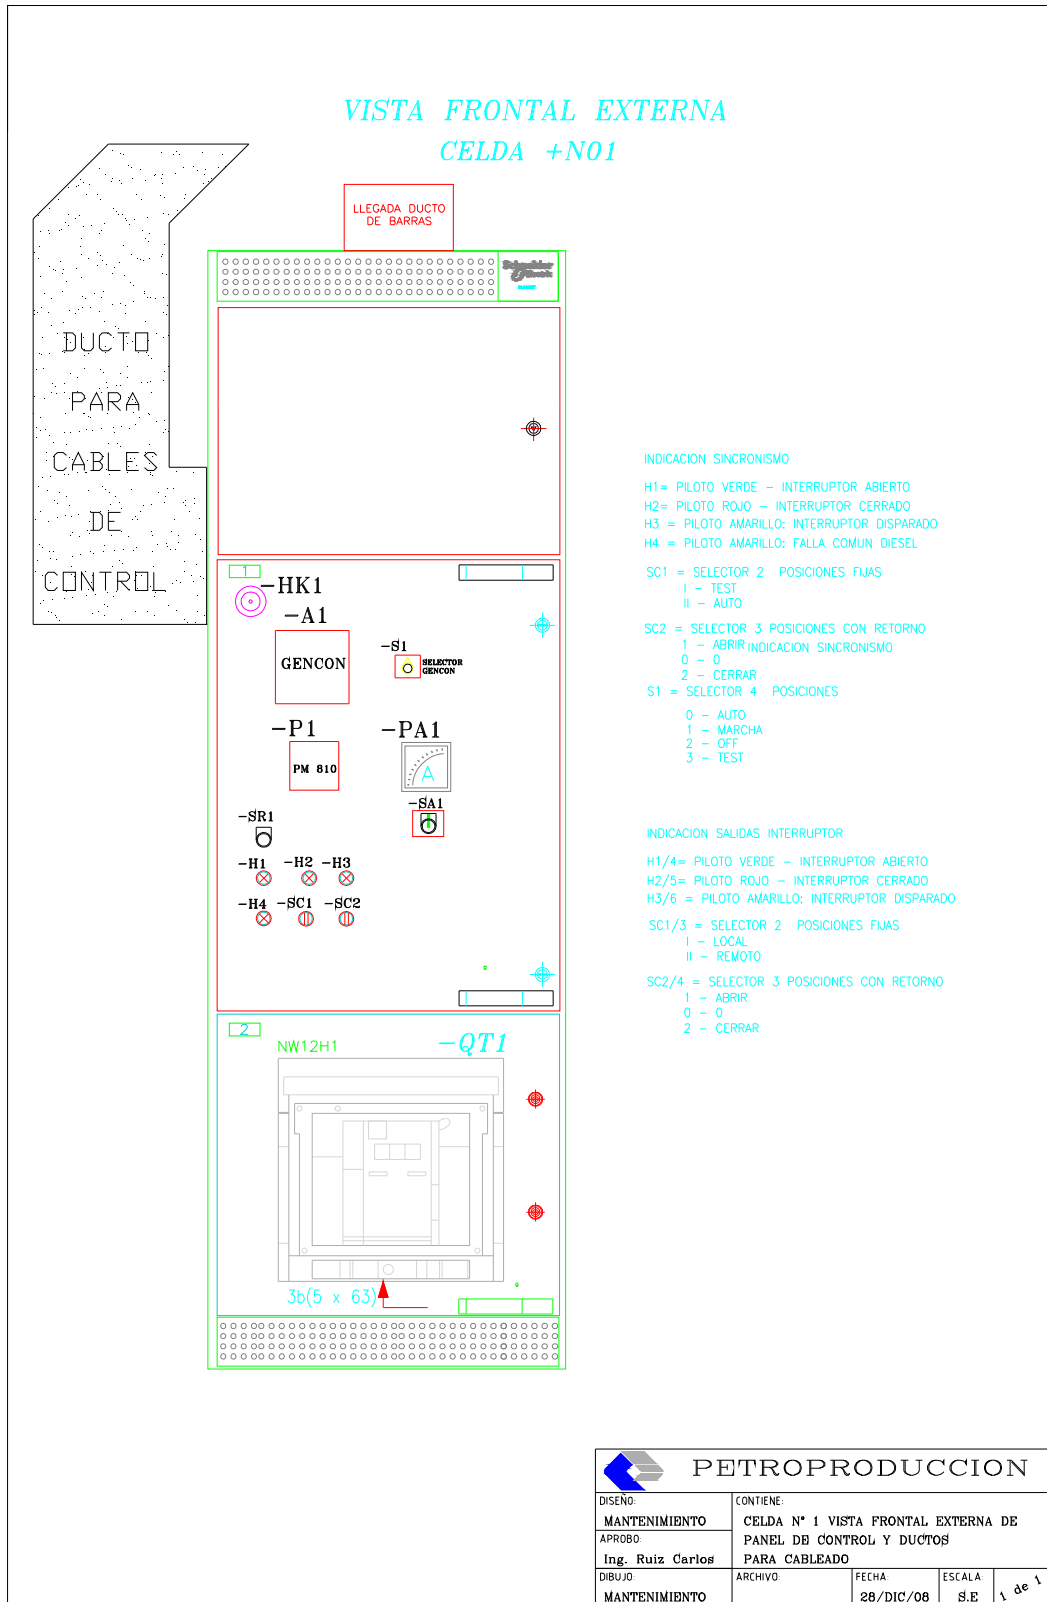 VISTA FRONTAL EXTERNA
CELDA +N01
LLEGADA DUCTO
DE BARRAS
Schneider
Electric
DUCTO
PARA
CABLES
DE
CONTROL
1
-HK1
-A1
GENCON
-S1
SELECTOR
GENCON
-P1
PM 810
-PA1
A
-SA1
-SR1
-H1 -H2 -H3
-H4 -SC1 -SC2
2
NW12H1
-QT1
3b(5 x 63)
INDICACION SINCRONISMO
H1= PILOTO VERDE - INTERRUPTOR ABIERTO
H2= PILOTO ROJO - INTERRUPTOR CERRADO
H3 = PILOTO AMARILLO: INTERRUPTOR DISPARADO
H4 = PILOTO AMARILLO: FALLA COMUN DIESEL
SC1 = SELECTOR 2 POSICIONES FIJAS
I - TEST
II - AUTO
SC2 = SELECTOR 3 POSICIONES CON RETORNO
1 - ABRIR INDICACION SINCRONISMO
0 - 0
2 - CERRAR
S1 = SELECTOR 4 POSICIONES
0 - AUTO
1 - MARCHA
2 - OFF
3 - TEST
INDICACION SALIDAS INTERRUPTOR
H1/4= PILOTO VERDE - INTERRUPTOR ABIERTO
H2/5= PILOTO ROJO - INTERRUPTOR CERRADO
H3/6 = PILOTO AMARILLO: INTERRUPTOR DISPARADO
SC1/3 = SELECTOR 2 POSICIONES FIJAS
I - LOCAL
II - REMOTO
SC2/4 = SELECTOR 3 POSICIONES CON RETORNO
1 - ABRIR
0 - 0
2 - CERRAR
PETROPRODUCCION
DISEÑO:
MANTENIMIENTO
APROBO:
Ing. Ruiz Carlos
DIBUJO:
MANTENIMIENTO
CONTIENE:
CELDA N° 1 VISTA FRONTAL EXTERNA DE
PANEL DE CONTROL Y DUCTOS
PARA CABLEADO
ARCHIVO:
FECHA:
28/DIC/08
ESCALA:
S.E
1 de 1